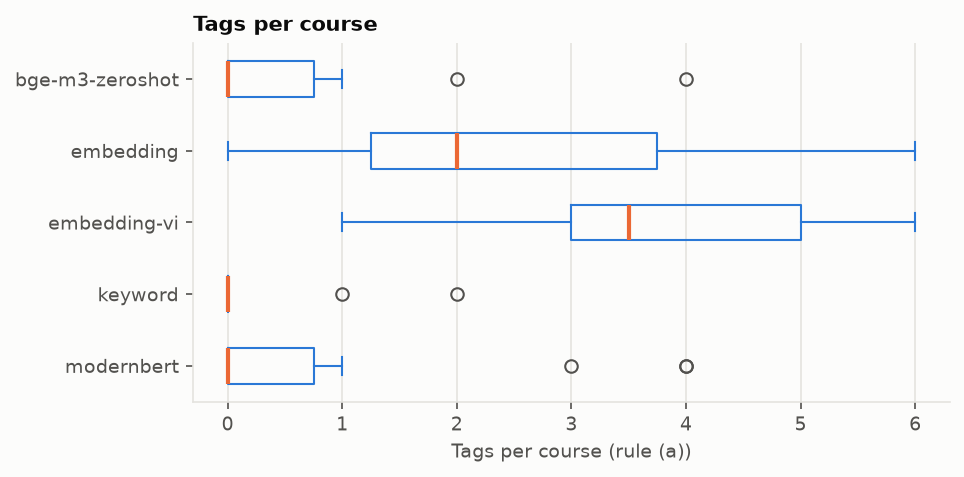 Tags per course
bge-m3-zeroshot
embedding
embedding-vi
keyword
modernbert
0 1 2 3 4 5 6
Tags per course (rule (a))